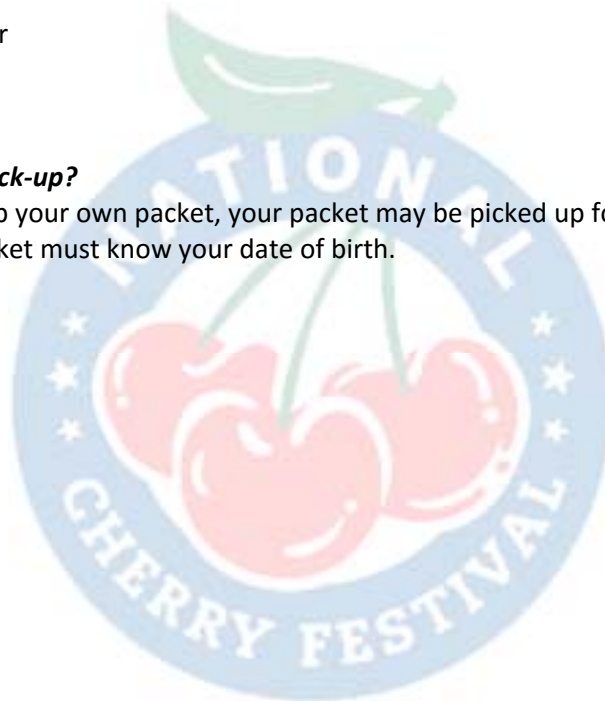 r
ck-up?
p your own packet, your packet may be picked up fo
ket must know your date of birth.
NATIONAL
CHERRY FESTIVAL